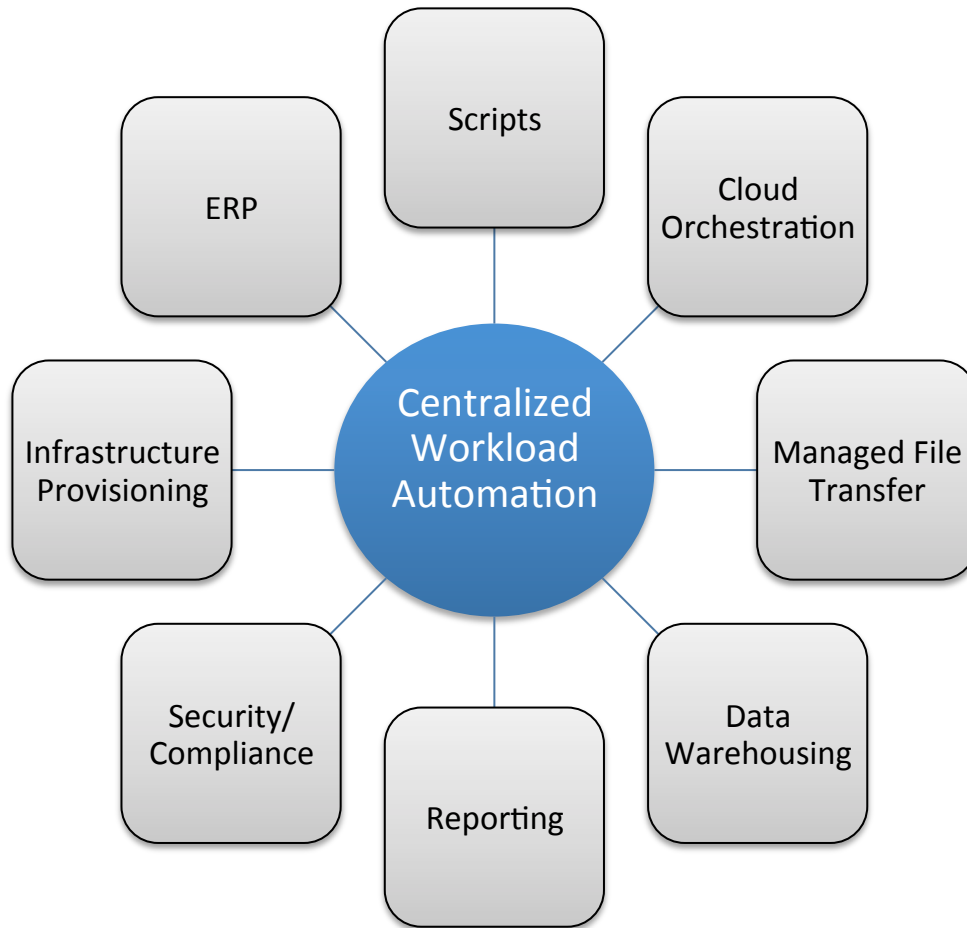 Scripts
Cloud
Orchestration
ERP
Centralized
Workload
Automation
Infrastructure
Provisioning
Managed File
Transfer
Security/
Compliance
Data
Warehousing
Reporting